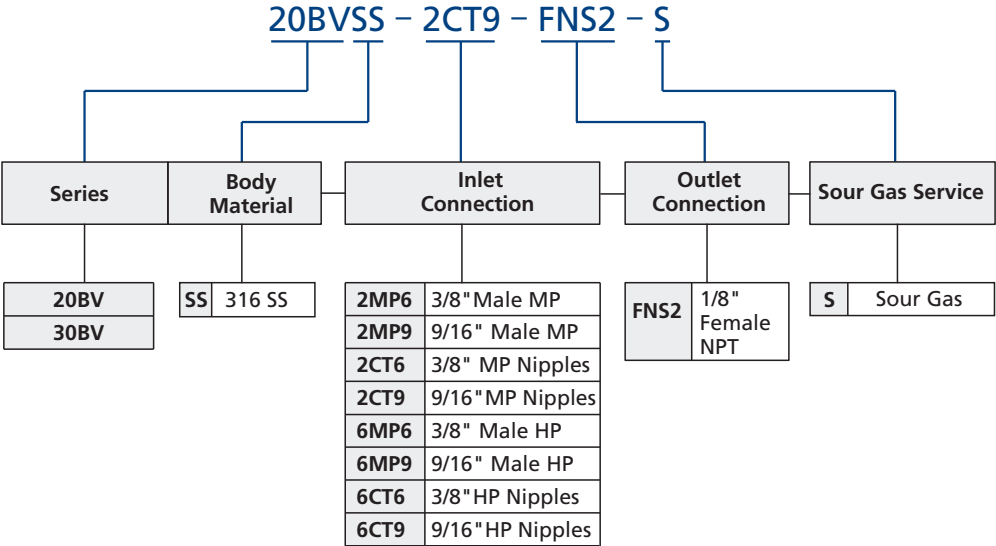 20BVSS – 2CT9 – FNS2 – S
Series
Body
Material
Inlet
Connection
Outlet
Connection
Sour Gas Service
20BV
30BV
SS 316 SS
2MP6 3/8" Male MP
2MP9 9/16" Male MP
2CT6 3/8" MP Nipples
2CT9 9/16" MP Nipples
6MP6 3/8" Male HP
6MP9 9/16" Male HP
6CT6 3/8" HP Nipples
6CT9 9/16" HP Nipples
FNS2 1/8"
Female
NPT
S Sour Gas